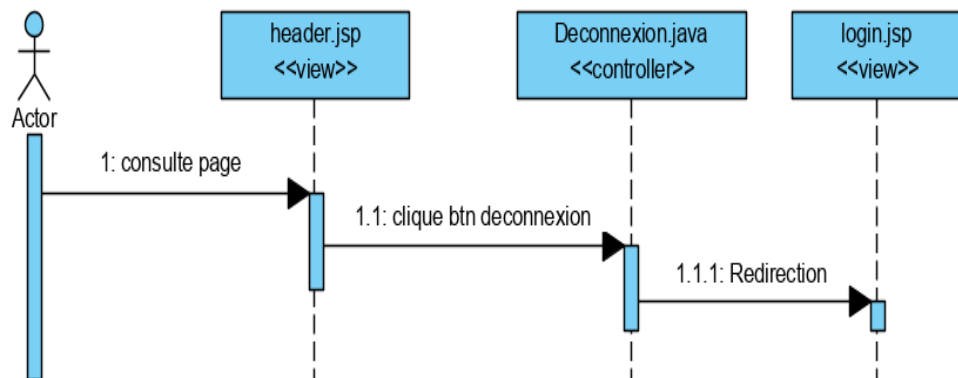 header.jsp
<<view>>
Deconnexion.java
<<controller>>
login.jsp
<<view>>
Actor
1: consulte page
1.1: clique btn deconnexion
1.1.1: Redirection